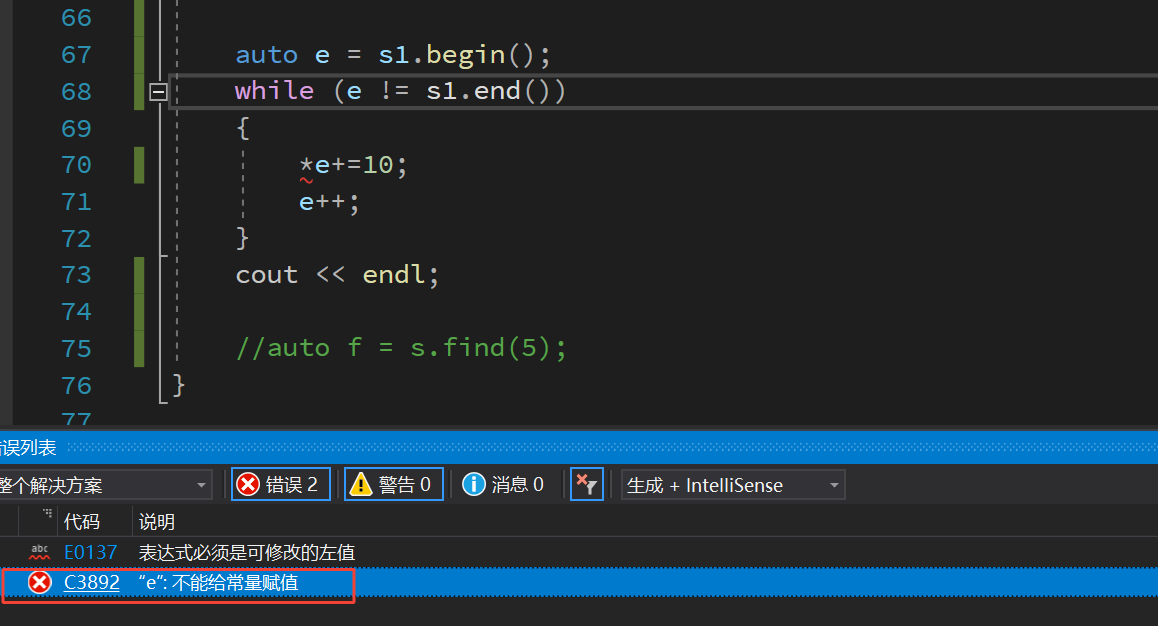 66
67 auto e = s1.begin();
68 while (e != s1.end())
69 {
70 *e+=10;
71 e++;
72 }
73 cout << endl;
74
75 //auto f = s.find(5);
76 }
77
误列表
整个解决方案 错误 2 警告 0 消息 0 生成 + IntelliSense
代码 说明
abc E0137 表达式必须是可修改的左值
C3892 “e”: 不能给常量赋值